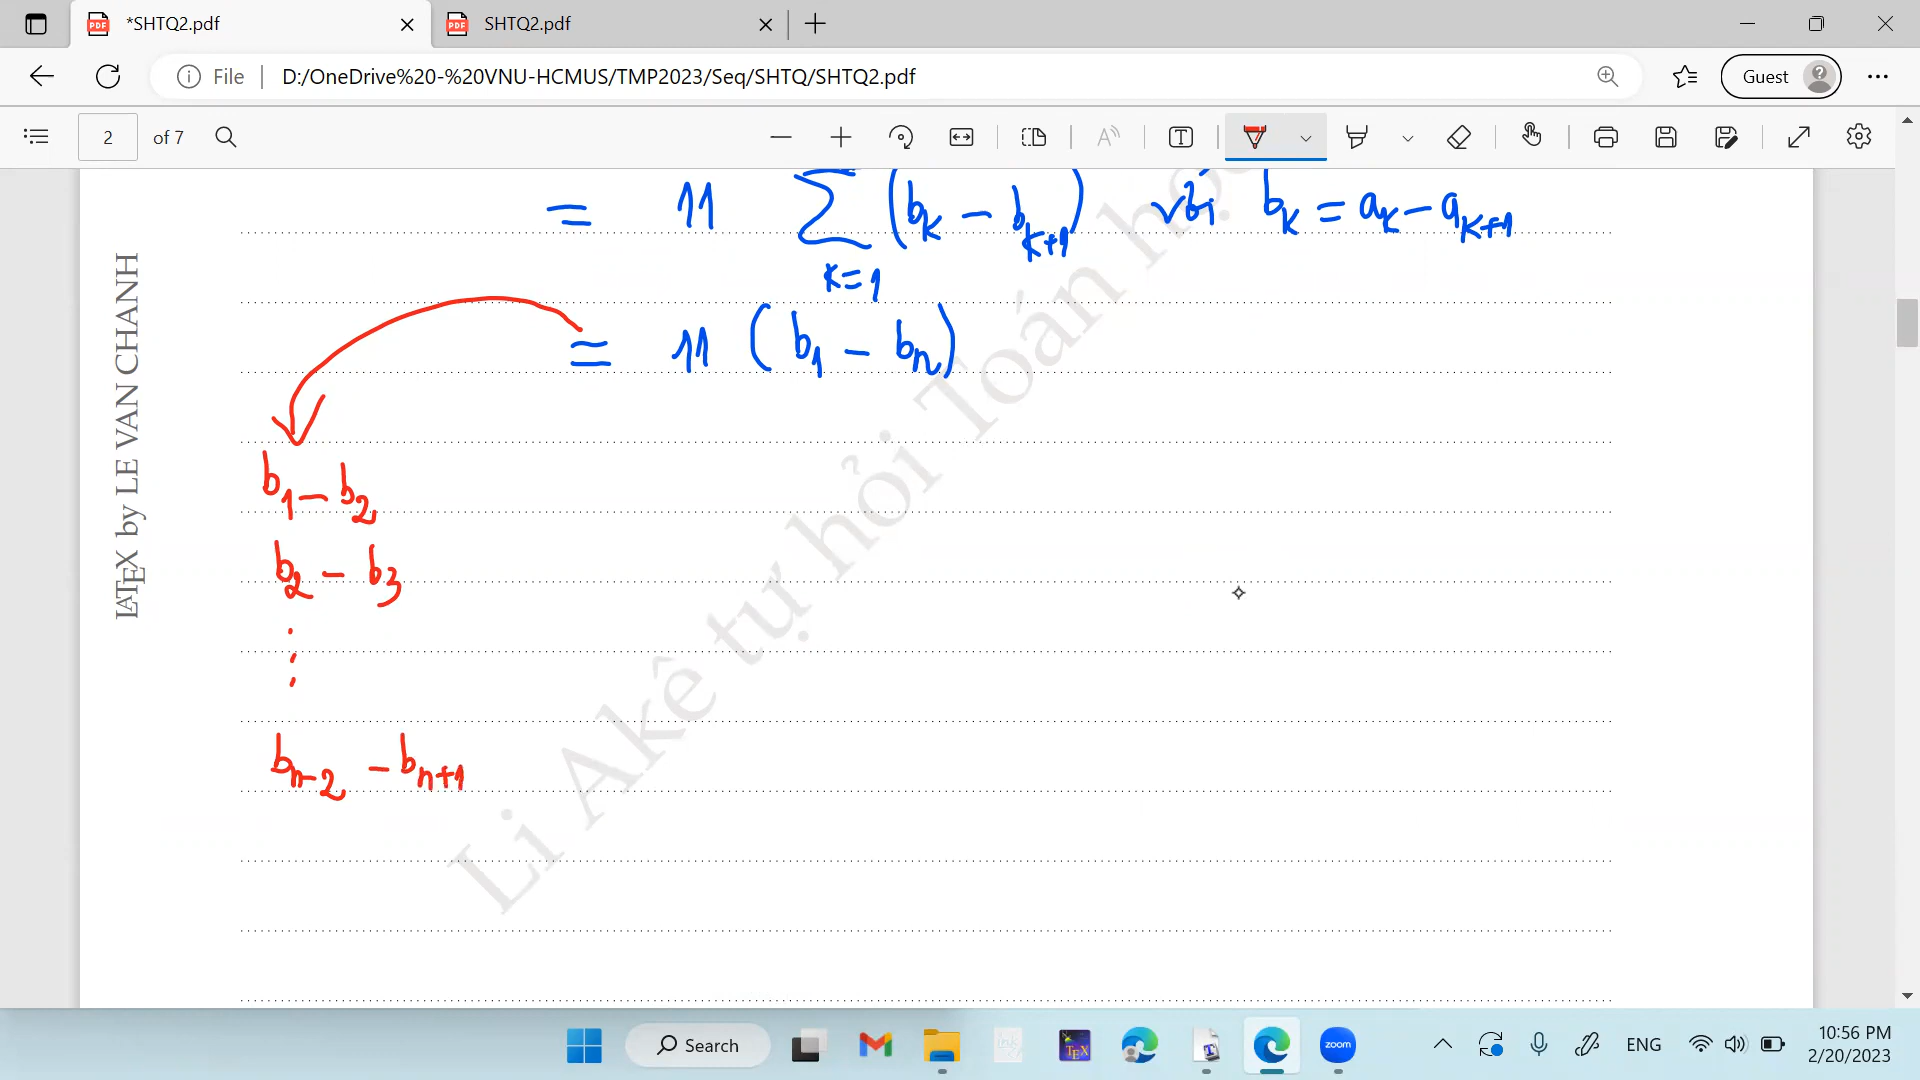 *SHTQ2.pdf
SHTQ2.pdf
File
D:/OneDrive%20-%20VNU-HCMUS/TMP2023/Seq/SHTQ/SHTQ2.pdf
Guest
2 of 7
= 11 ∑ (b_k - b_{k+1}) với b_k = a_k - a_{k+1}
k=1
= 11 (b_1 - b_n)
b_1 - b_2
b_2 - b_3
⋮
b_{n-2} - b_{n+1}
LATEX by LE VAN CHANH
Li Akê tự hỏi Toán học
Search
zoom
ENG
10:56 PM
2/20/2023